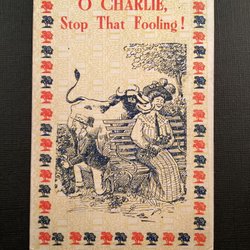 O CHARLIE,
Stop That Fooling!